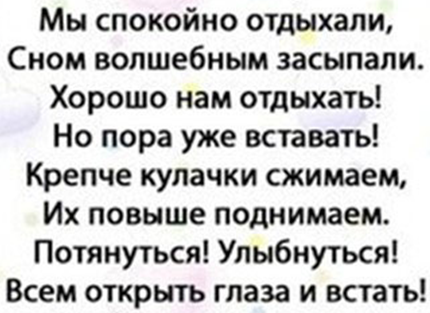 Мы спокойно отдыхали,
Сном волшебным засыпали.
Хорошо нам отдыхать!
Но пора уже вставать!
Крепче кулачки сжимаем,
Их повыше поднимаем.
Потянуться! Улыбнуться!
Всем открыть глаза и встать!